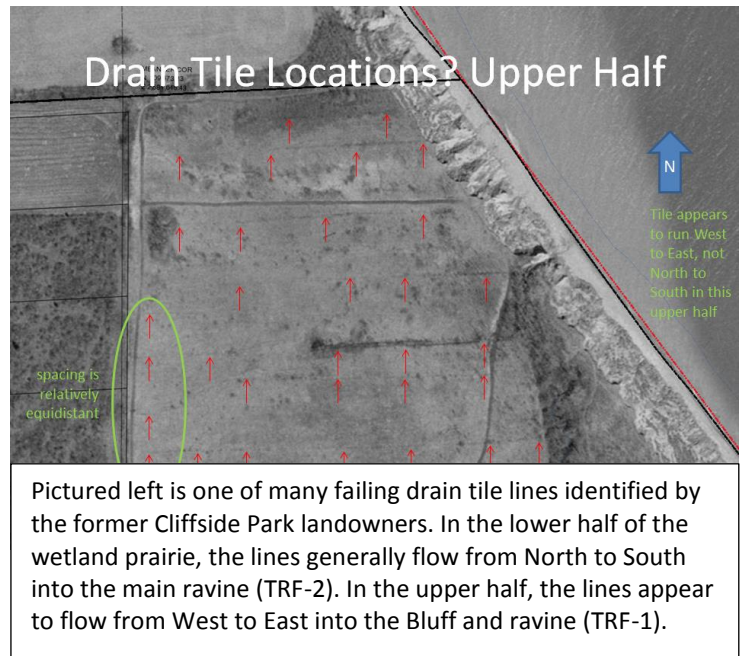 Drain Tile Locations? Upper Half
N
Tile appears
to run West
to East, not
North to
South in this
upper half
spacing is
relatively
equidistant
Pictured left is one of many failing drain tile lines identified by
the former Cliffside Park landowners. In the lower half of the
wetland prairie, the lines generally flow from North to South
into the main ravine (TRF-2). In the upper half, the lines appear
to flow from West to East into the Bluff and ravine (TRF-1).